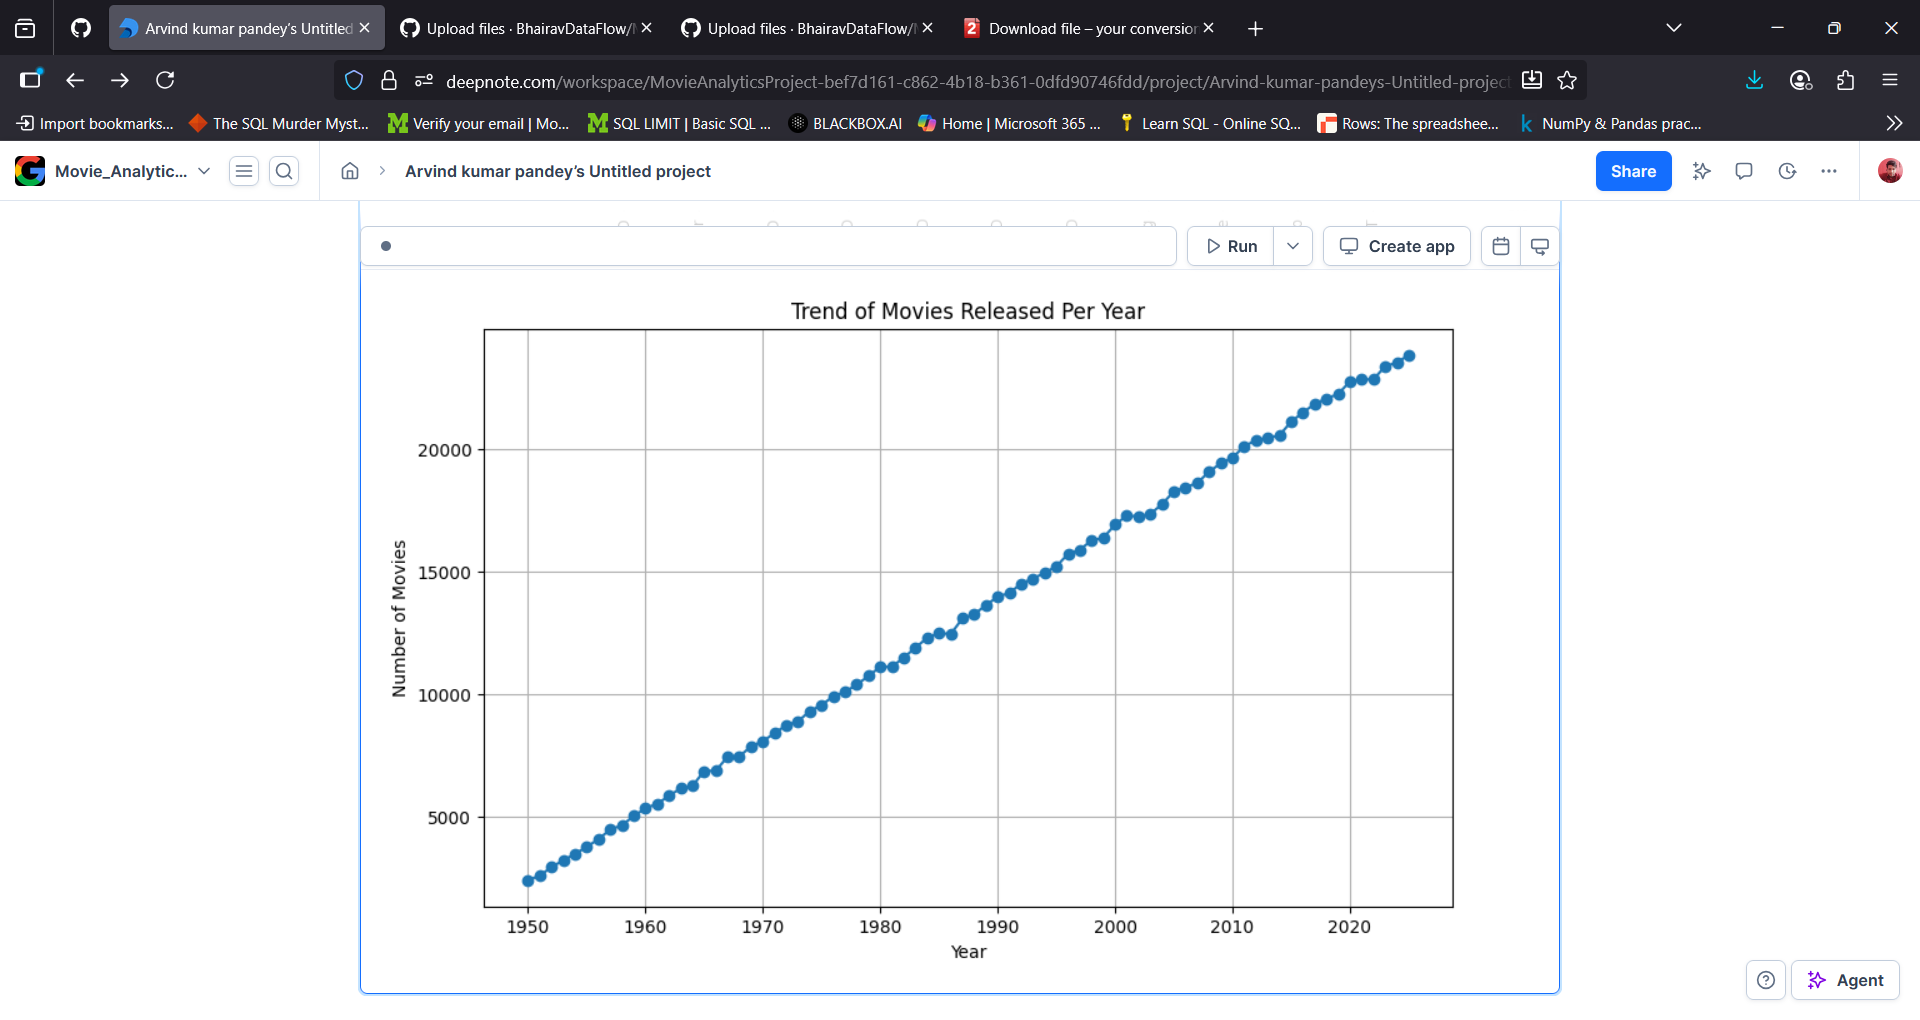 Arvind kumar pandey's Untitled
Upload files · BhairavDataFlow/
Upload files · BhairavDataFlow/
Download file – your conversion
deepnote.com/workspace/MovieAnalyticsProject-bef7d161-c862-4b18-b361-0dfd90746fdd/project/Arvind-kumar-pandeys-Untitled-project
Import bookmarks...
The SQL Murder Myst...
Verify your email | Mo...
SQL LIMIT | Basic SQL ...
BLACKBOX.AI
Home | Microsoft 365 ...
Learn SQL - Online SQ...
Rows: The spreadshee...
NumPy & Pandas prac...
Movie_Analytic...
Arvind kumar pandey’s Untitled project
Share
Run
Create app
Trend of Movies Released Per Year
20000
15000
10000
5000
Number of Movies
1950 1960 1970 1980 1990 2000 2010 2020
Year
Agent